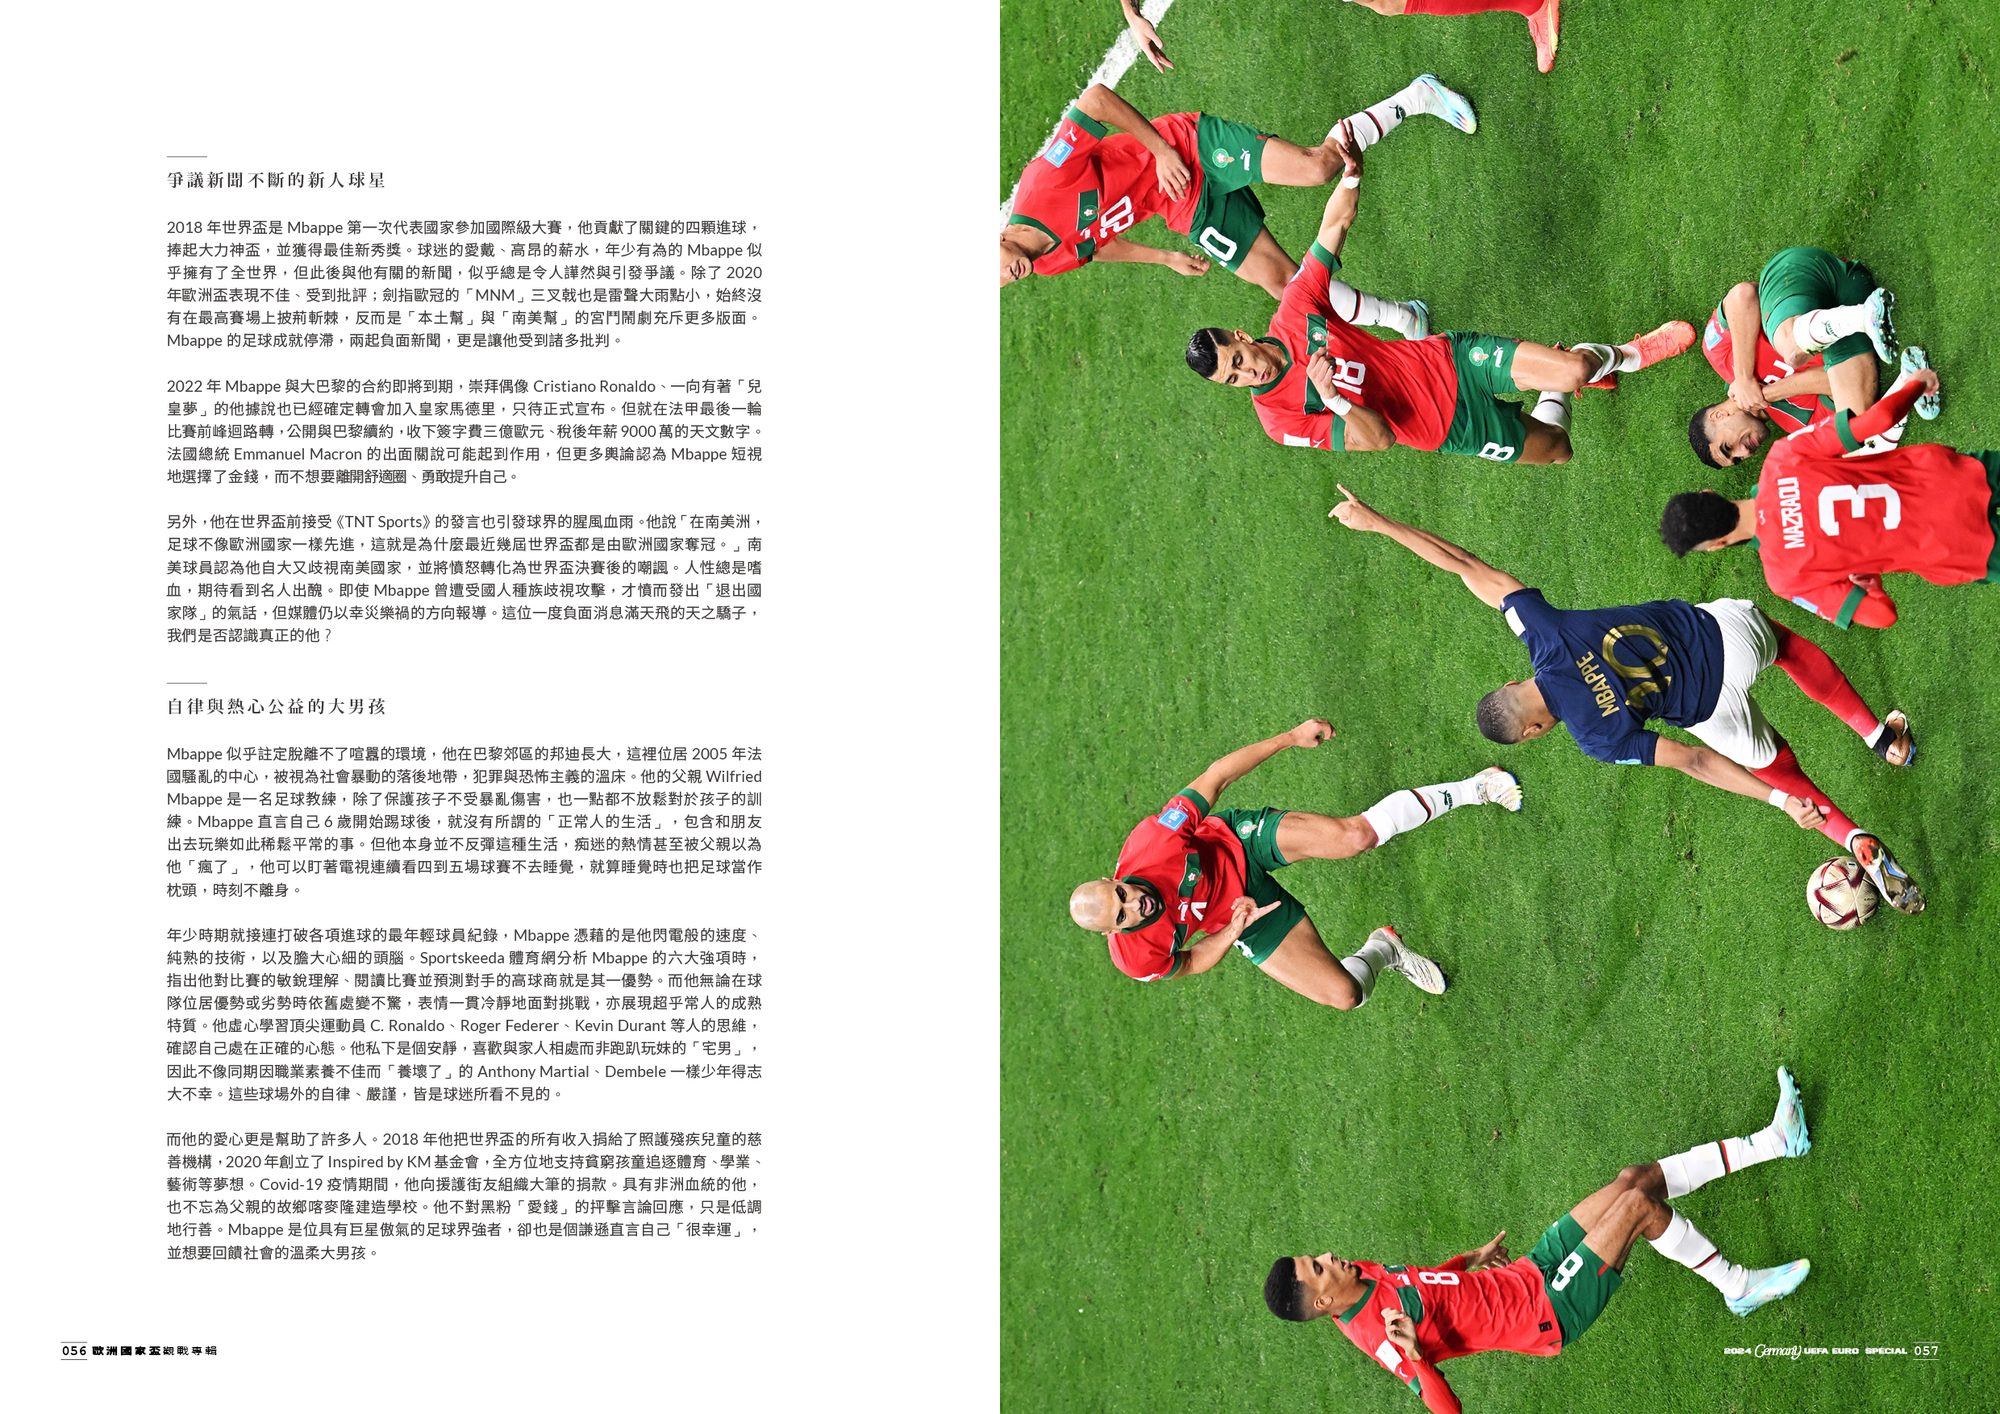 爭議新聞不斷的新人球星
2018 年世界盃是 Mbappe 第一次代表國家參加國際級大賽，他貢獻了關鍵的四顆進球，
捧起大力神盃，並獲得最佳新秀獎。球迷的愛戴、高昂的薪水，年少有為的 Mbappe 似
乎擁有了全世界，但此後與他有關的新聞，似乎總是令人譁然與引發爭議。除了 2020
年歐洲盃表現不佳、受到批評；劍指歐冠的「MNM」三叉戟也是雷聲大雨點小，始終沒
有在最高賽場上披荊斬棘，反而是「本土幫」與「南美幫」的宮鬥鬧劇充斥更多版面。
Mbappe 的足球成就停滯，兩起負面新聞，更是讓他受到諸多批判。
2022 年 Mbappe 與大巴黎的合約即將到期，崇拜偶像 Cristiano Ronaldo、一向有著「兒
皇夢」的他據說也已經確定轉會加入皇家馬德里，只待正式宣布。但就在法甲最後一輪
比賽前峰迴路轉，公開與巴黎續約，收下簽字費三億歐元、稅後年薪 9000 萬的天文數字。
法國總統 Emmanuel Macron 的出面關說可能起到作用，但更多輿論認為 Mbappe 短視
地選擇了金錢，而不想要離開舒適圈、勇敢提升自己。
另外，他在世界盃前接受《TNT Sports》的發言也引發球界的腥風血雨。他說「在南美洲，
足球不像歐洲國家一樣先進，這就是為什麼最近幾屆世界盃都是由歐洲國家奪冠。」南
美球員認為他自大又歧視南美國家，並將憤怒轉化為世界盃決賽後的嘲諷。人性總是嗜
血，期待看到名人出醜。即使 Mbappe 曾遭受國人種族歧視攻擊，才憤而發出「退出國
家隊」的氣話，但媒體仍以幸災樂禍的方向報導。這位一度負面消息滿天飛的天之驕子，
我們是否認識真正的他？
自律與熱心公益的大男孩
Mbappe 似乎註定脫離不了喧囂的環境，他在巴黎郊區的邦迪長大，這裡位居 2005 年法
國騷亂的中心，被視為社會暴動的落後地帶，犯罪與恐怖主義的溫床。他的父親 Wilfried
Mbappe 是一名足球教練，除了保護孩子不受暴亂傷害，也一點都不放鬆對於孩子的訓
練。Mbappe 直言自己 6 歲開始踢球後，就沒有所謂的「正常人的生活」，包含和朋友
出去玩樂如此稀鬆平常的事。但他本身並不反彈這種生活，痴迷的熱情甚至被父親以為
他「瘋了」，他可以盯著電視連續看四到五場球賽不去睡覺，就算睡覺時也把足球當作
枕頭，時刻不離身。
年少時期就接連打破各項進球的最年輕球員紀錄，Mbappe 憑藉的是他閃電般的速度、
純熟的技術，以及膽大心細的頭腦。Sportskeeda 體育網分析 Mbappe 的六大強項時，
指出他對比賽的敏銳理解、閱讀比賽並預測對手的高球商就是其一優勢。而他無論在球
隊位居優勢或劣勢時依舊處變不驚，表情一貫冷靜地面對挑戰，亦展現超乎常人的成熟
特質。他虛心學習頂尖運動員 C. Ronaldo、Roger Federer、Kevin Durant 等人的思維，
確認自己處在正確的心態。他私下是個安靜，喜歡與家人相處而非跑趴玩妹的「宅男」，
因此不像同期因職業素養不佳而「養壞了」的 Anthony Martial、Dembele 一樣少年得志
大不幸。這些球場外的自律、嚴謹，皆是球迷所看不見的。
而他的愛心更是幫助了許多人。2018 年他把世界盃的所有收入捐給了照護殘疾兒童的慈
善機構，2020 年創立了 Inspired by KM 基金會，全方位地支持貧窮孩童追逐體育、學業、
藝術等夢想。Covid-19 疫情期間，他向援護街友組織大筆的捐款。具有非洲血統的他，
也不忘為父親的故鄉喀麥隆建造學校。他不對黑粉「愛錢」的抨擊言論回應，只是低調
地行善。Mbappe 是位具有巨星傲氣的足球界強者，卻也是個謙遜直言自己「很幸運」，
並想要回饋社會的溫柔大男孩。
056 歐洲國家盃觀戰專輯
20
18
8
MAZRAOUI
3
MBAPPE
10
8
8
2024 Germany UEFA EURO SPECIAL 057